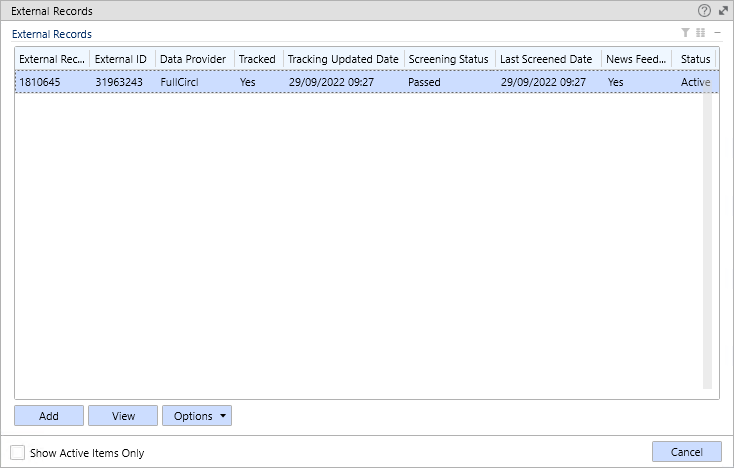 External Records
External Records
External Rec... External ID Data Provider Tracked Tracking Updated Date Screening Status Last Screened Date News Feed... Status
1810645 31963243 FullCircl Yes 29/09/2022 09:27 Passed 29/09/2022 09:27 Yes Active
Add View Options
Show Active Items Only Cancel